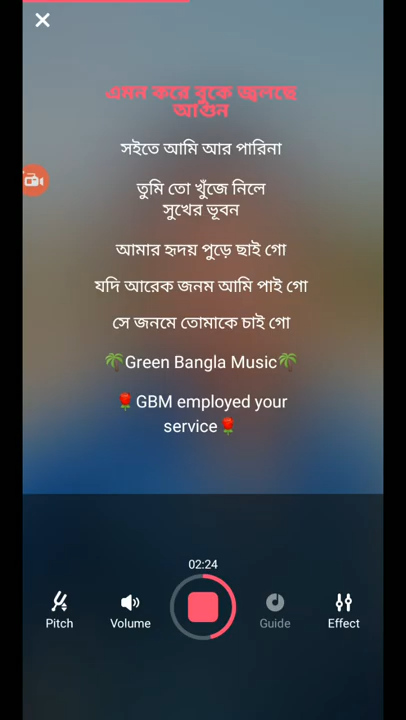 এমন করে বুকে জ্বলছে
আগুন
সইতে আমি আর পারিনা
তুমি তো খুঁজে নিলে
সুখের ভূবন
আমার হৃদয় পুড়ে ছাই গো
যদি আরেক জনম আমি পাই গো
সে জনমে তোমাকে চাই গো
🌴Green Bangla Music🌴
🌹GBM employed your
service🌹
02:24
Pitch
Volume
Guide
Effect